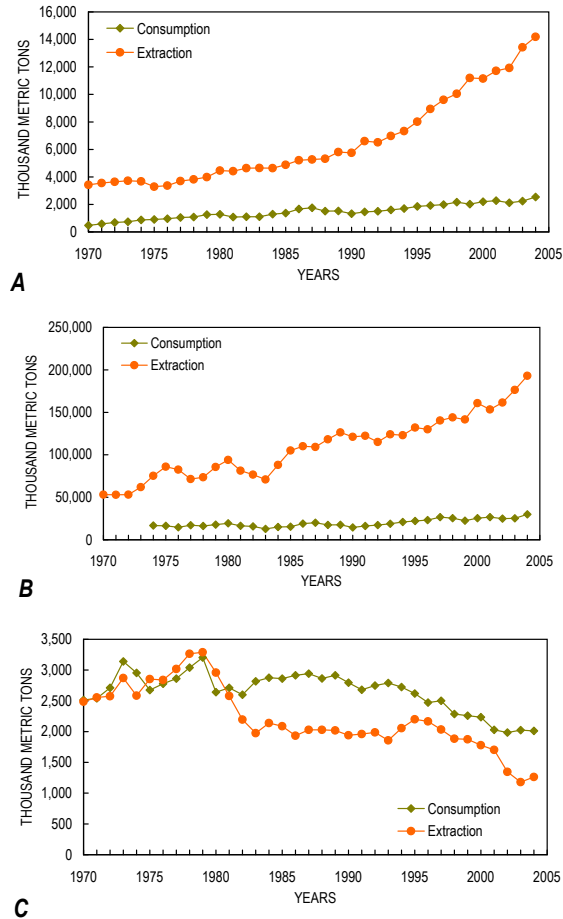 16,000
14,000
12,000
10,000
8,000
6,000
4,000
2,000
0
THOUSAND METRIC TONS
Consumption
Extraction
1970 1975 1980 1985 1990 1995 2000 2005
YEARS
A
250,000
200,000
150,000
100,000
50,000
0
THOUSAND METRIC TONS
Consumption
Extraction
1970 1975 1980 1985 1990 1995 2000 2005
YEARS
B
3,500
3,000
2,500
2,000
1,500
1,000
500
0
THOUSAND METRIC TONS
Consumption
Extraction
1970 1975 1980 1985 1990 1995 2000 2005
YEARS
C